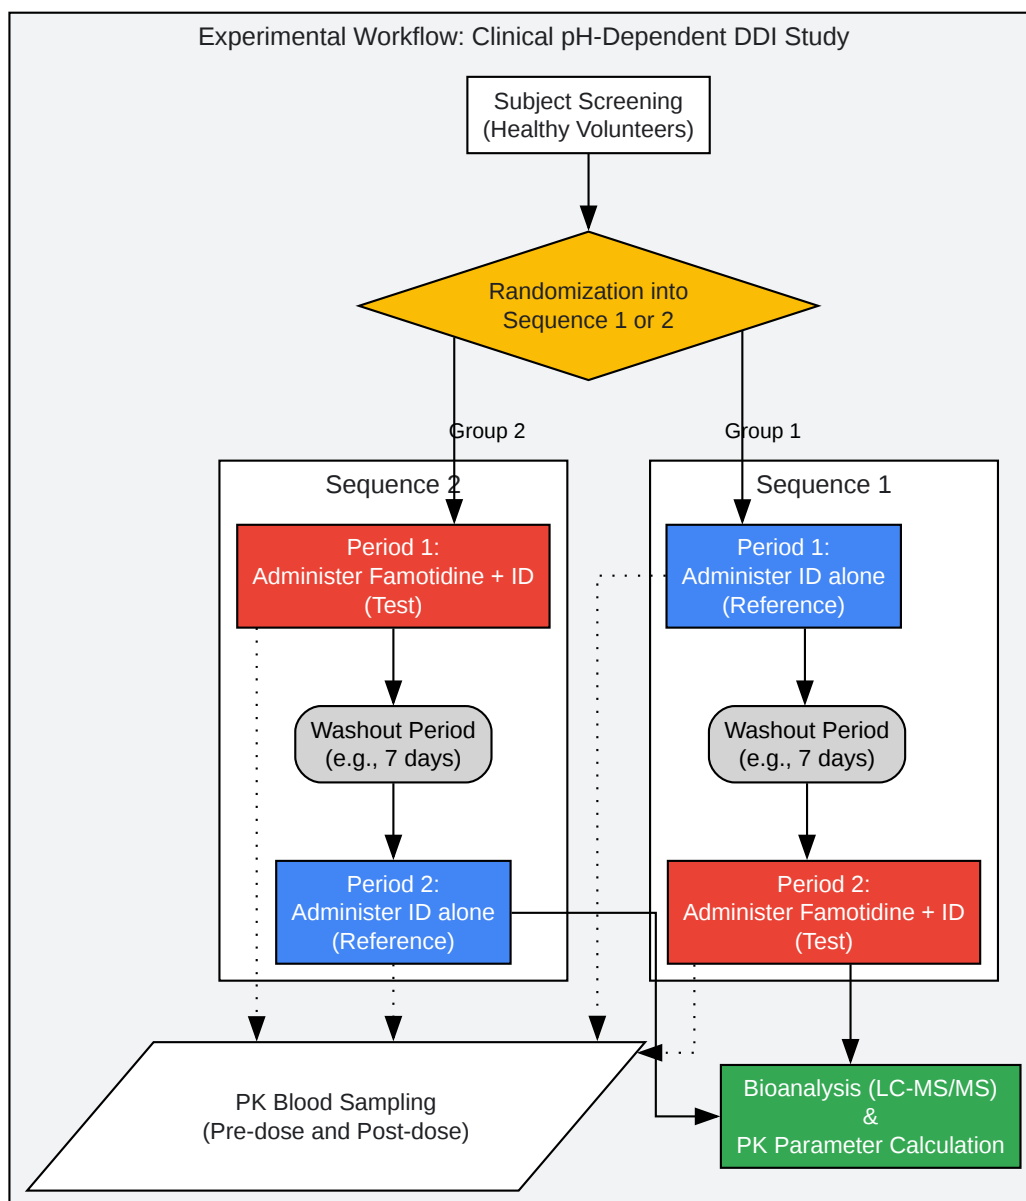 Experimental Workflow: Clinical pH-Dependent DDI Study
Subject Screening
(Healthy Volunteers)
Randomization into
Sequence 1 or 2
Group 2
Group 1
Sequence 2
Period 1:
Administer Famotidine + ID
(Test)
Washout Period
(e.g., 7 days)
Period 2:
Administer ID alone
(Reference)
Sequence 1
Period 1:
Administer ID alone
(Reference)
Washout Period
(e.g., 7 days)
Period 2:
Administer Famotidine + ID
(Test)
PK Blood Sampling
(Pre-dose and Post-dose)
Bioanalysis (LC-MS/MS)
&
PK Parameter Calculation